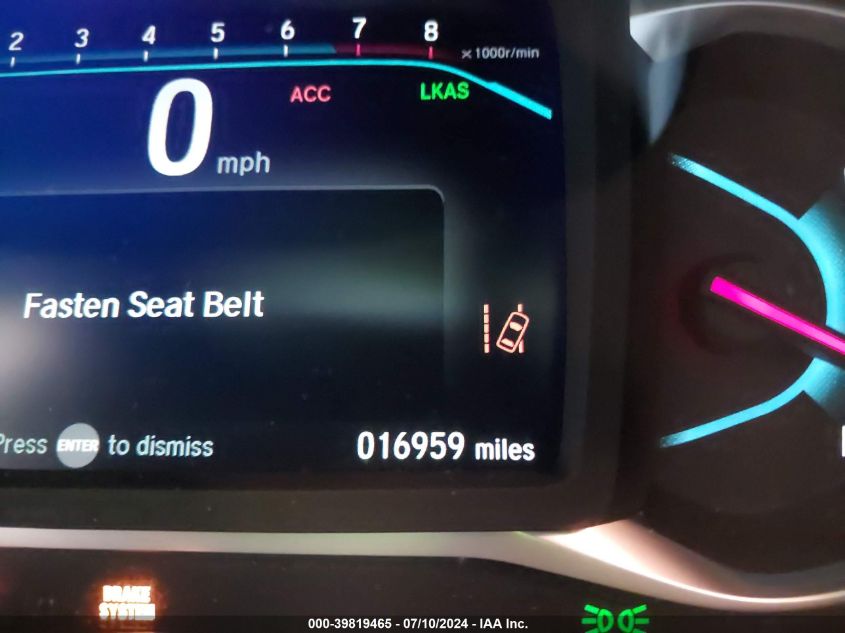 2 3 4 5 6 7 8
×1000r/min
ACC LKAS
0 mph
Fasten Seat Belt
Press ENTER to dismiss
016959 miles
BRAKE
SYSTEM
000-39819465 - 07/10/2024 - IAA Inc.